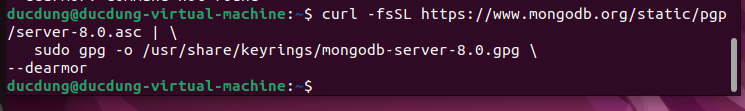 ducdung@ducdung-virtual-machine:~$ curl -fsSL https://www.mongodb.org/static/pgp
/server-8.0.asc | \
   sudo gpg -o /usr/share/keyrings/mongodb-server-8.0.gpg \
--dearmor
ducdung@ducdung-virtual-machine:~$